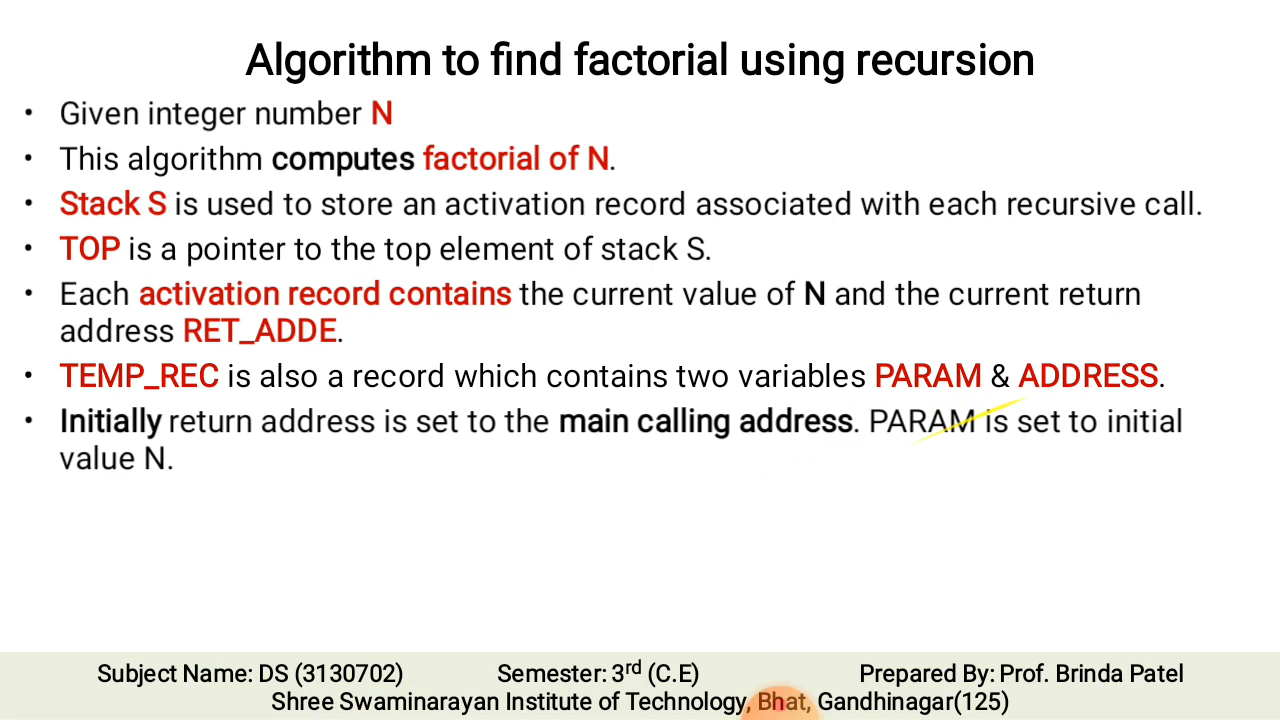 Algorithm to find factorial using recursion
• Given integer number N
• This algorithm computes factorial of N.
• Stack S is used to store an activation record associated with each recursive call.
• TOP is a pointer to the top element of stack S.
• Each activation record contains the current value of N and the current return
address RET_ADDE.
• TEMP_REC is also a record which contains two variables PARAM & ADDRESS.
• Initially return address is set to the main calling address. PARAM is set to initial
value N.
Subject Name: DS (3130702) Semester: 3rd (C.E) Prepared By: Prof. Brinda Patel
Shree Swaminarayan Institute of Technology, Bhat, Gandhinagar(125)